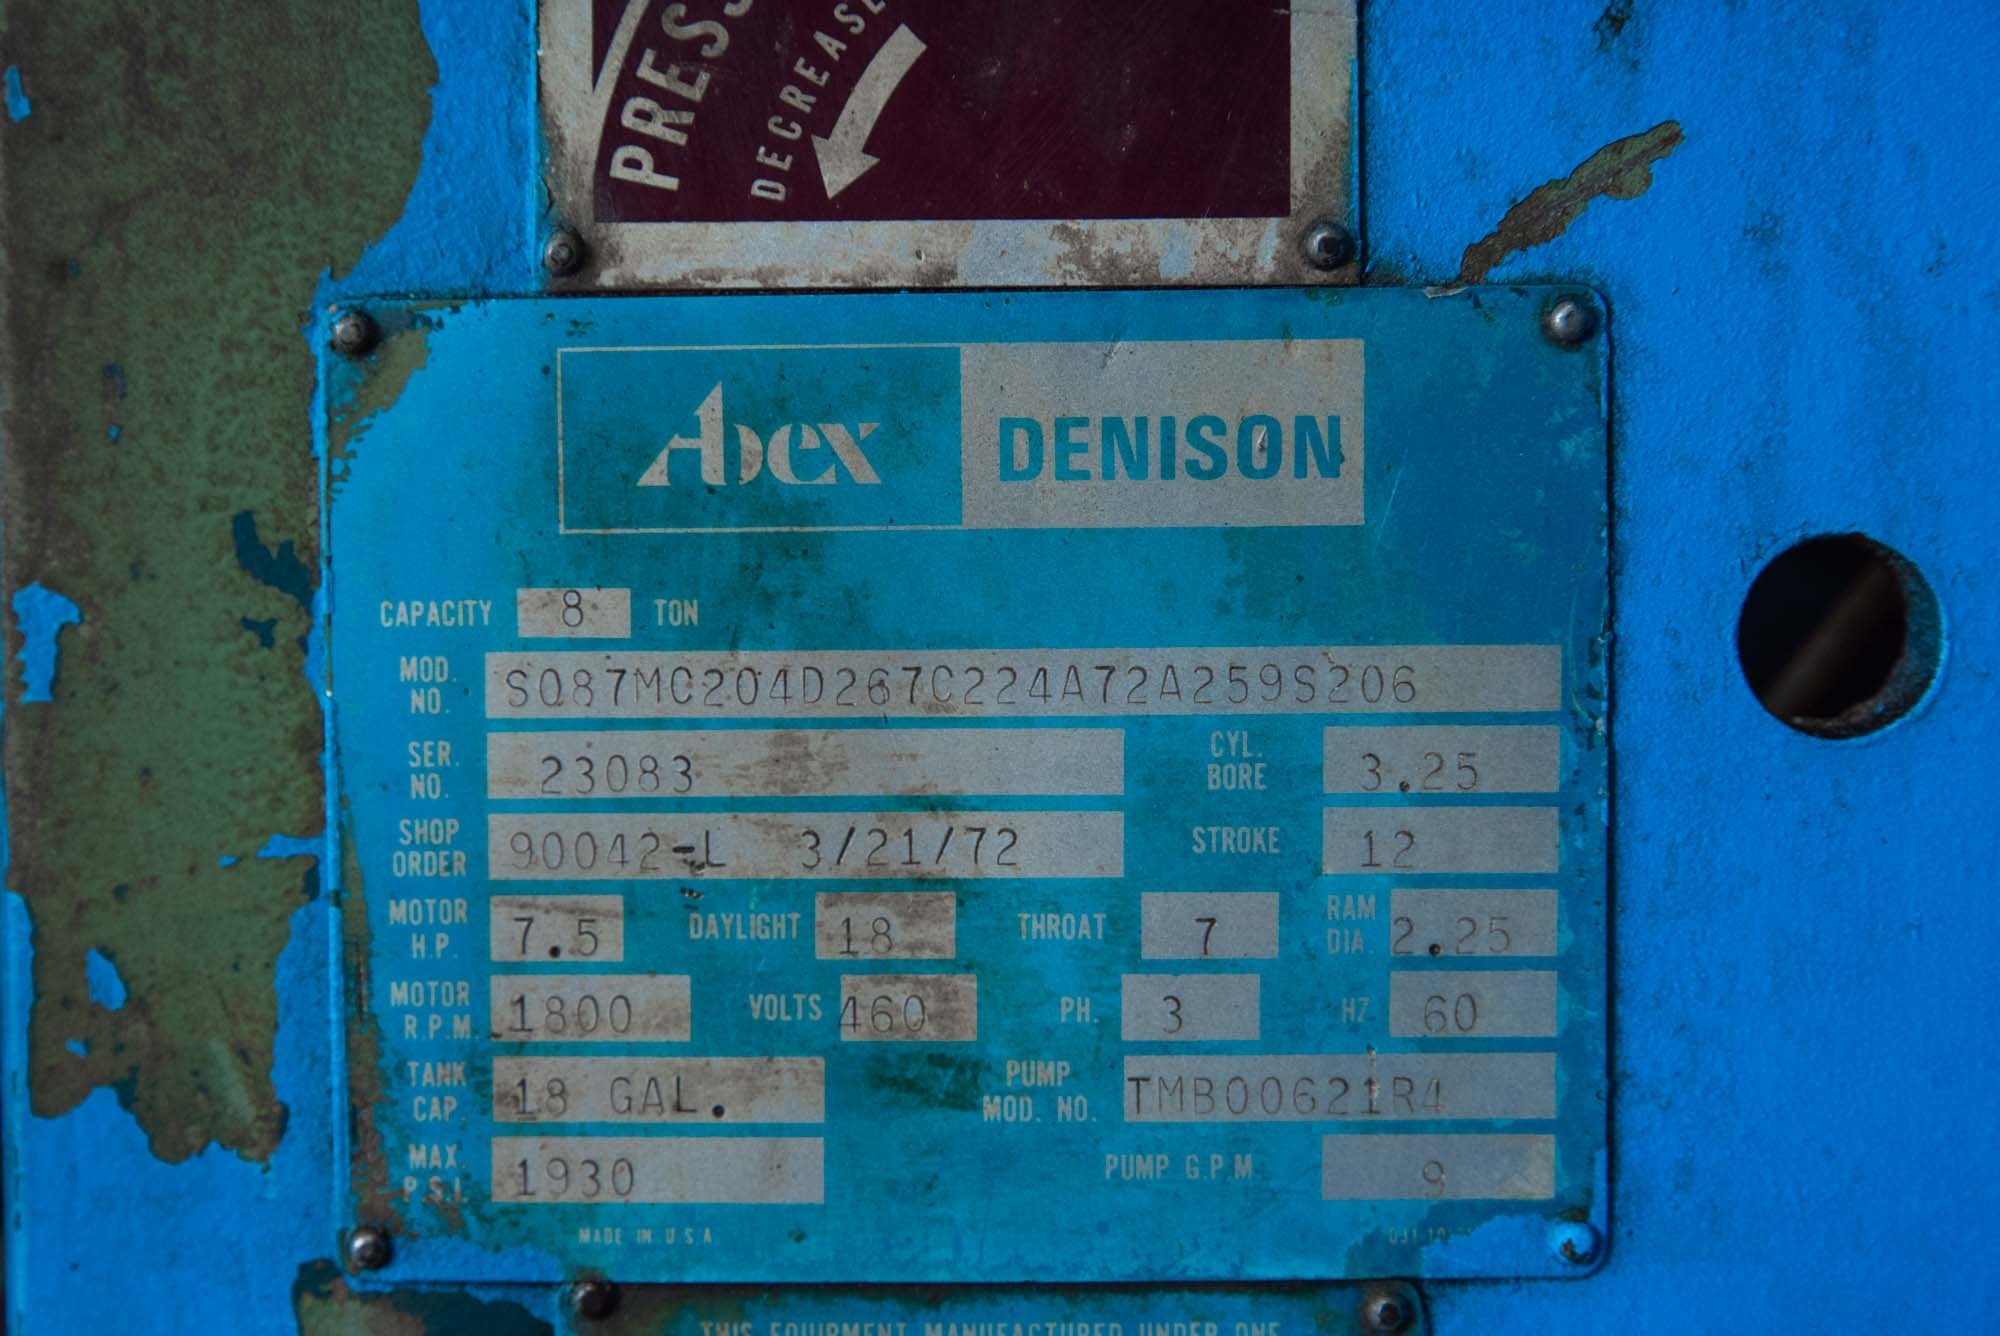 PRESS
DECREASE
Abex DENISON
CAPACITY 8 TON
MOD. NO. SQ87MC204D267C224A72A259S206
SER. NO. 23083 CYL. BORE 3.25
SHOP ORDER 90042-L 3/21/72 STROKE 12
MOTOR H.P. 7.5 DAYLIGHT 18 THROAT 7 RAM DIA. 2.25
MOTOR R.P.M. 1800 VOLTS 460 PH. 3 HZ 60
TANK CAP. 18 GAL. PUMP MOD. NO. TMB00621R4
MAX. P.S.I. 1930 PUMP G.P.M 9
MADE IN U.S.A
THIS EQUIPMENT MANUFACTURED UNDER ONE